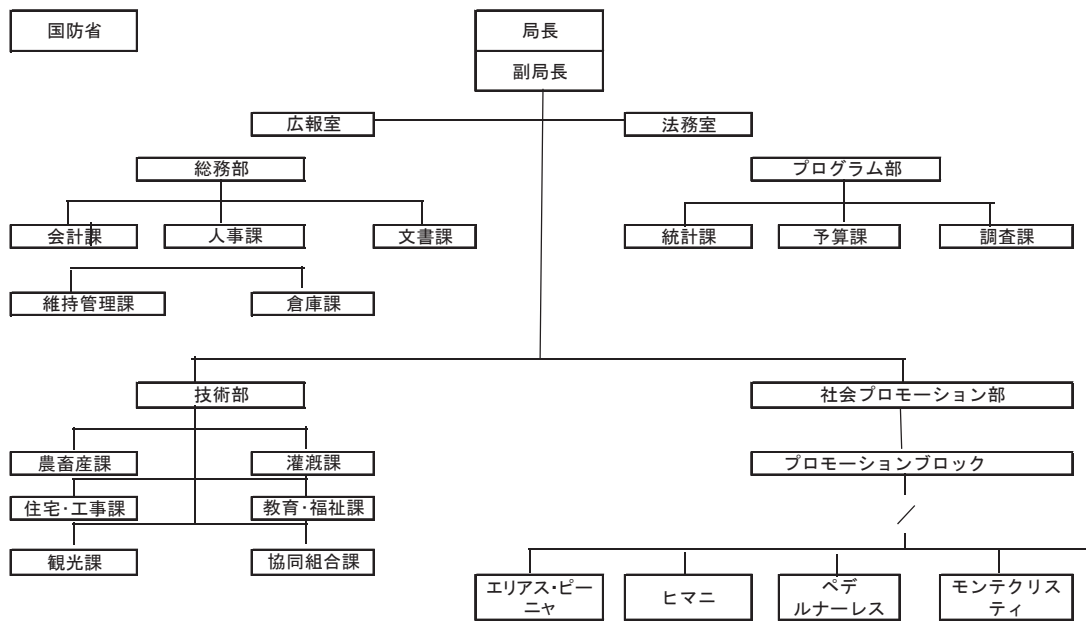 国防省
局長
副局長
広報室
法務室
総務部
プログラム部
会計課
人事課
文書課
統計課
予算課
調査課
維持管理課
倉庫課
技術部
社会プロモーション部
農畜産課
灌漑課
プロモーションブロック
住宅・工事課
教育・福祉課
観光課
協同組合課
エリアス・ピー
ニャ
ヒマニ
ペデ
ルナーレス
モンテクリス
ティ